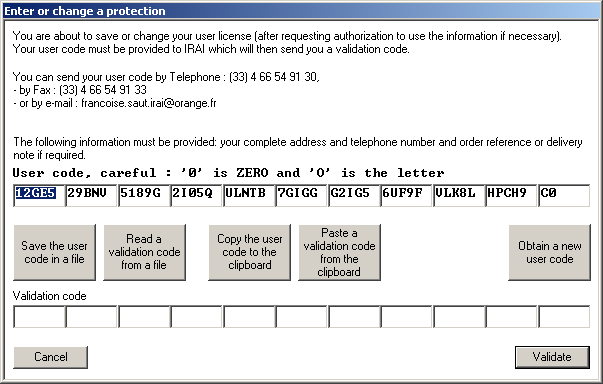 Enter or change a protection
You are about to save or change your user license (after requesting authorization to use the information if necessary).
Your user code must be provided to IRAI which will then send you a validation code.
You can send your user code by Telephone : (33) 4 66 54 91 30,
- by Fax : (33) 4 66 54 91 33
- or by e-mail : francoise.saut.irai@orange.fr
The following information must be provided: your complete address and telephone number and order reference or delivery
note if required.
User code, careful : '0' is ZERO and 'O' is the letter
12GE5 29BNV 5189G 2I05Q ULNTB 7GIGG G2IG5 6UF9F VLK8L HPCH9 C0
Save the user
code in a file
Read a
validation code
from a file
Copy the user
code to the
clipboard
Paste a
validation code
from the
clipboard
Obtain a new
user code
Validation code
Cancel
Validate